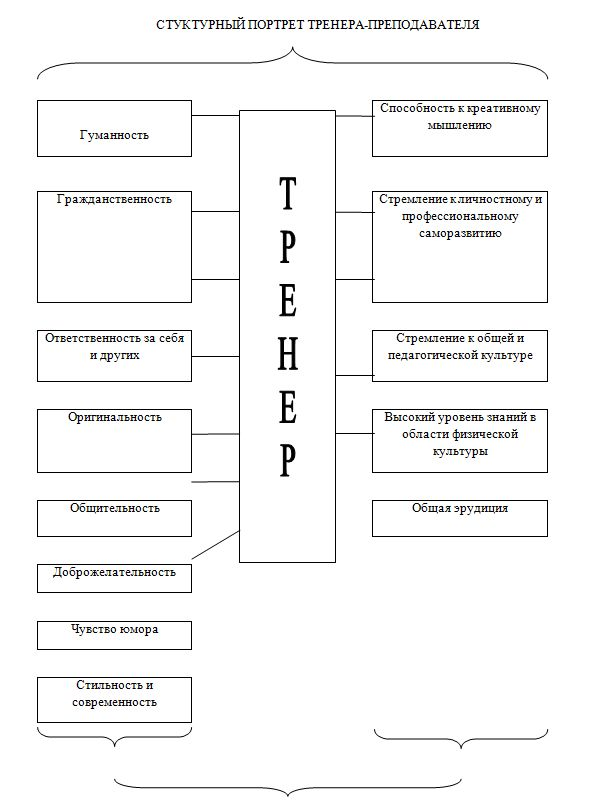 СТУКТУРНЫЙ ПОРТРЕТ ТРЕНЕРА-ПРЕПОДАВАТЕЛЯ
Гуманность
Гражданственность
Ответственность за себя
и других
Оригинальность
Общительность
Доброжелательность
Чувство юмора
Стильность и
современность
Т
Р
Е
Н
Е
Р
Способность к креативному
мышлению
Стремление к личностному и
профессиональному
саморазвитию
Стремление к общей и
педагогической культуре
Высокий уровень знаний в
области физической
культуры
Общая эрудиция